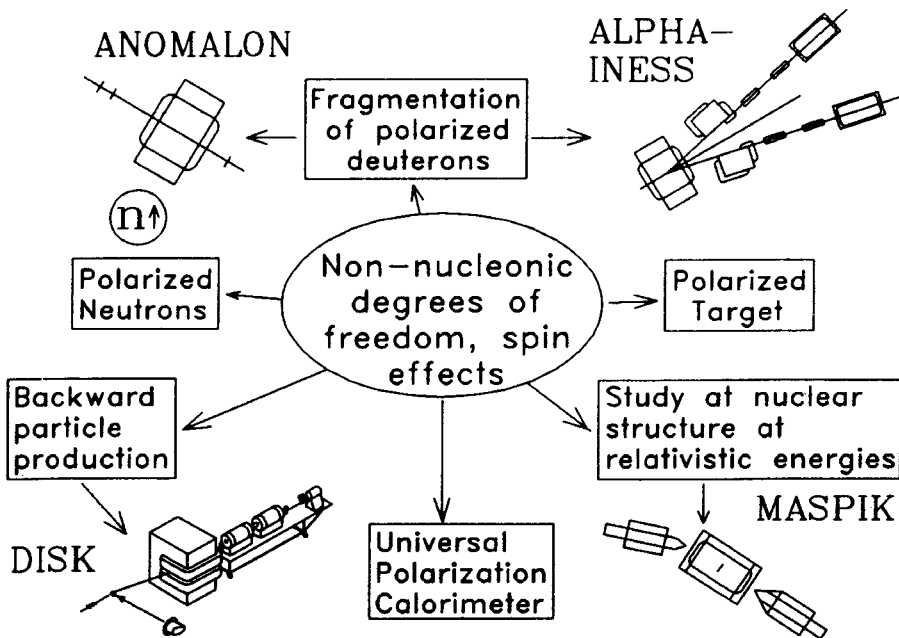 ANOMALON
ALPHA-
INESS
Fragmentation
of polarized
deuterons
n↑
Polarized
Neutrons
Non-nucleonic
degrees of
freedom, spin
effects
Polarized
Target
Backward
particle
production
Study at nuclear
structure at
relativistic energies
DISK
Universal
Polarization
Calorimeter
MASPIK